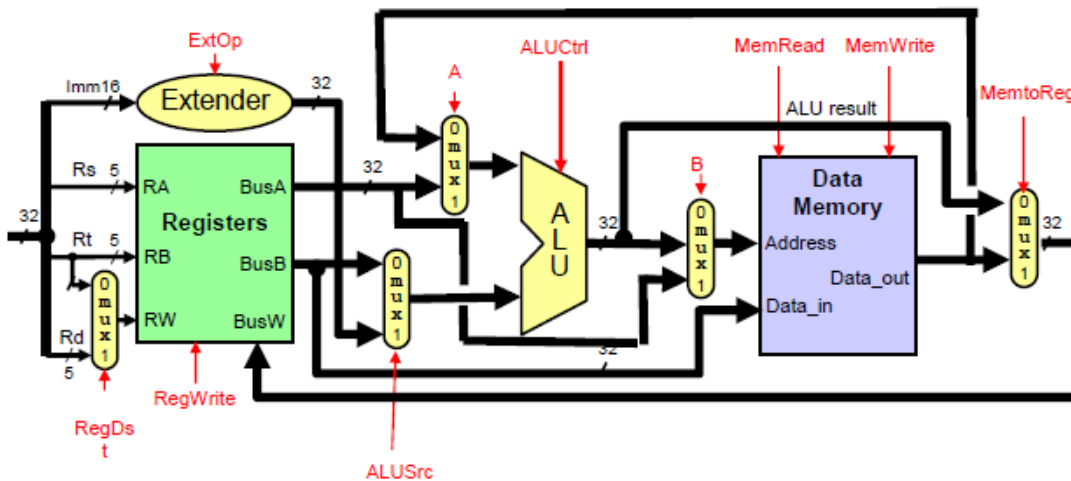 ExtOp
ALUCtrl
MemRead
MemWrite
A
MemtoReg
Imm16
32
Extender
ALU result
0
mux
1
Rs
5
RA
BusA
32
B
Data
Memory
0
mux
1
32
Registers
ALU
32
0
mux
1
32
Rt
5
RB
BusB
0
mux
1
Address
Data_out
0
mux
1
RW
BusW
Data_in
Rd
5
32
RegWrite
RegDs
t
ALUSrc